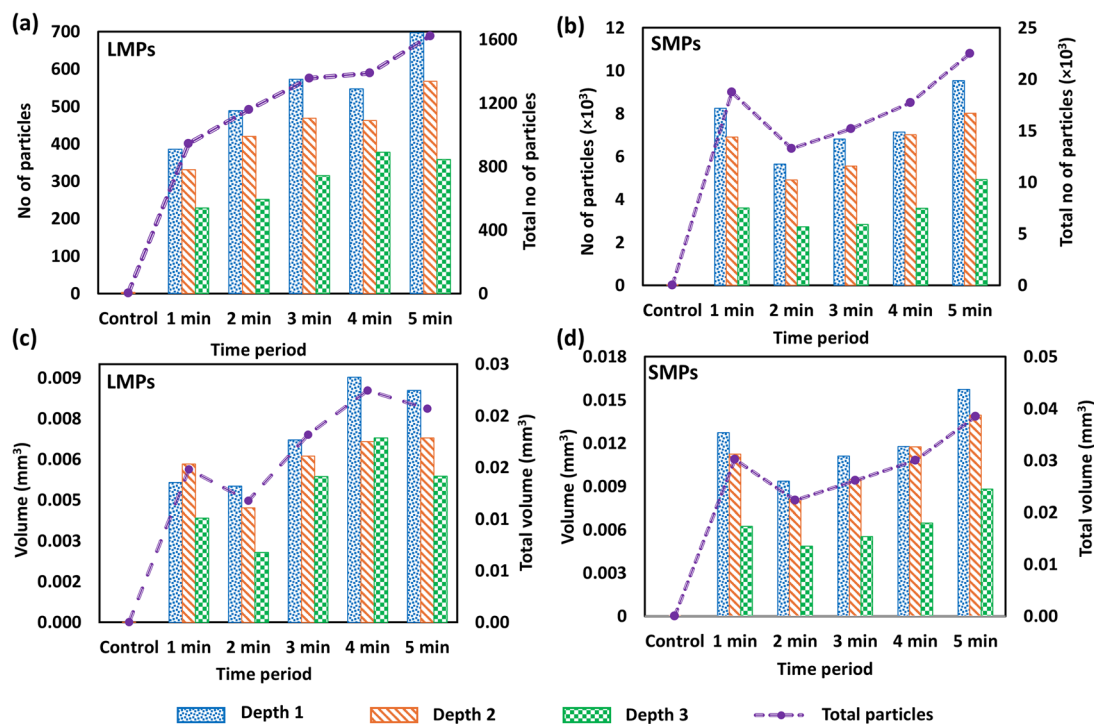 (a)
LMPs
700
600
500
400
300
200
100
0
No of particles
1600
1200
800
400
0
Total no of particles
Control 1 min 2 min 3 min 4 min 5 min
Time period
(b)
SMPs
12
10
8
6
4
2
0
No of particles (×10³)
25
20
15
10
5
0
Total no of particles (×10³)
Control 1 min 2 min 3 min 4 min 5 min
Time period
(c)
LMPs
0.009
0.008
0.006
0.005
0.003
0.002
0.000
Volume (mm³)
0.03
0.02
0.02
0.01
0.01
0.00
Total volume (mm³)
Control 1 min 2 min 3 min 4 min 5 min
Time period
(d)
SMPs
0.018
0.015
0.012
0.009
0.006
0.003
0
Volume (mm³)
0.05
0.04
0.03
0.02
0.01
0.00
Total volume (mm³)
Control 1 min 2 min 3 min 4 min 5 min
Time period
Depth 1 Depth 2 Depth 3 Total particles